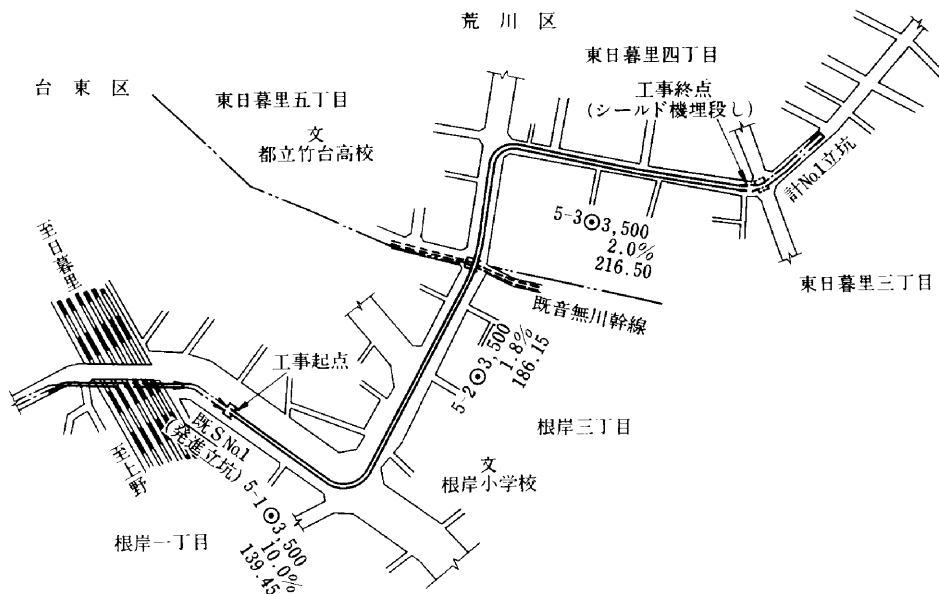 荒川区
東日暮里四丁目
台東区
東日暮里五丁目
工事終点
(シールド機埋段し)
文
都立竹台高校
計No.1立坑
至日暮里
5-3◉3,500
2.0%
216.50
東日暮里三丁目
既音無川幹線
工事起点
5-2◉3,500
1.8%
186.15
既SNo.1
(発進立坑)
根岸三丁目
至上野
文
根岸小学校
5-1◉3,500
10.0%
139.45
根岸一丁目